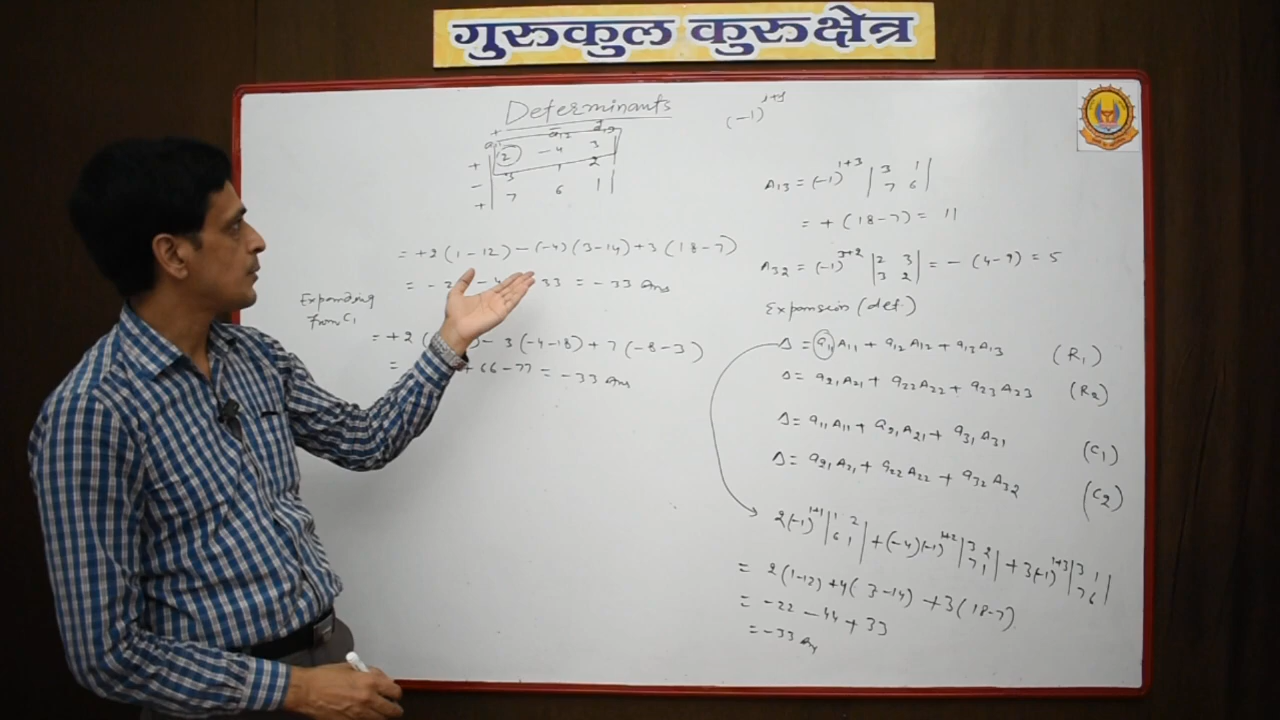 गुरुकुल कुरुक्षेत्र
Determinants
(-1)^{i+j}
+ - +
a11 a12 a13
+ | 2 -4 3 |
- | 3 1 2 |
+ | 7 6 1 |
= +2 (1-12) - (-4) (3-14) + 3 (18-7)
33 = -33 Ans
Expanding
from C1
= +2 ( - 3 (-4-18) + 7 (-8-3)
= + 66 - 77 = -33 Ans
A13 = (-1)^{1+3} | 3 1 |
| 7 6 |
= + (18-7) = 11
A32 = (-1)^{3+2} | 2 3 | = - (4-9) = 5
| 3 2 |
Expansion (def.)
Δ = a11 A11 + a12 A12 + a13 A13 (R1)
Δ = a21 A21 + a22 A22 + a23 A23 (R2)
Δ = a11 A11 + a21 A21 + a31 A31 (C1)
Δ = a21 A21 + a22 A22 + a32 A32 (C2)
2(-1)^{1+1} | 1 2 | + (-4)(-1)^{1+2} | 3 2 | + 3(-1)^{1+3} | 3 1 |
| 6 1 | | 7 1 | | 7 6 |
= 2(1-12) + 4(3-14) + 3(18-7)
= -22 - 44 + 33
= -33 Ans